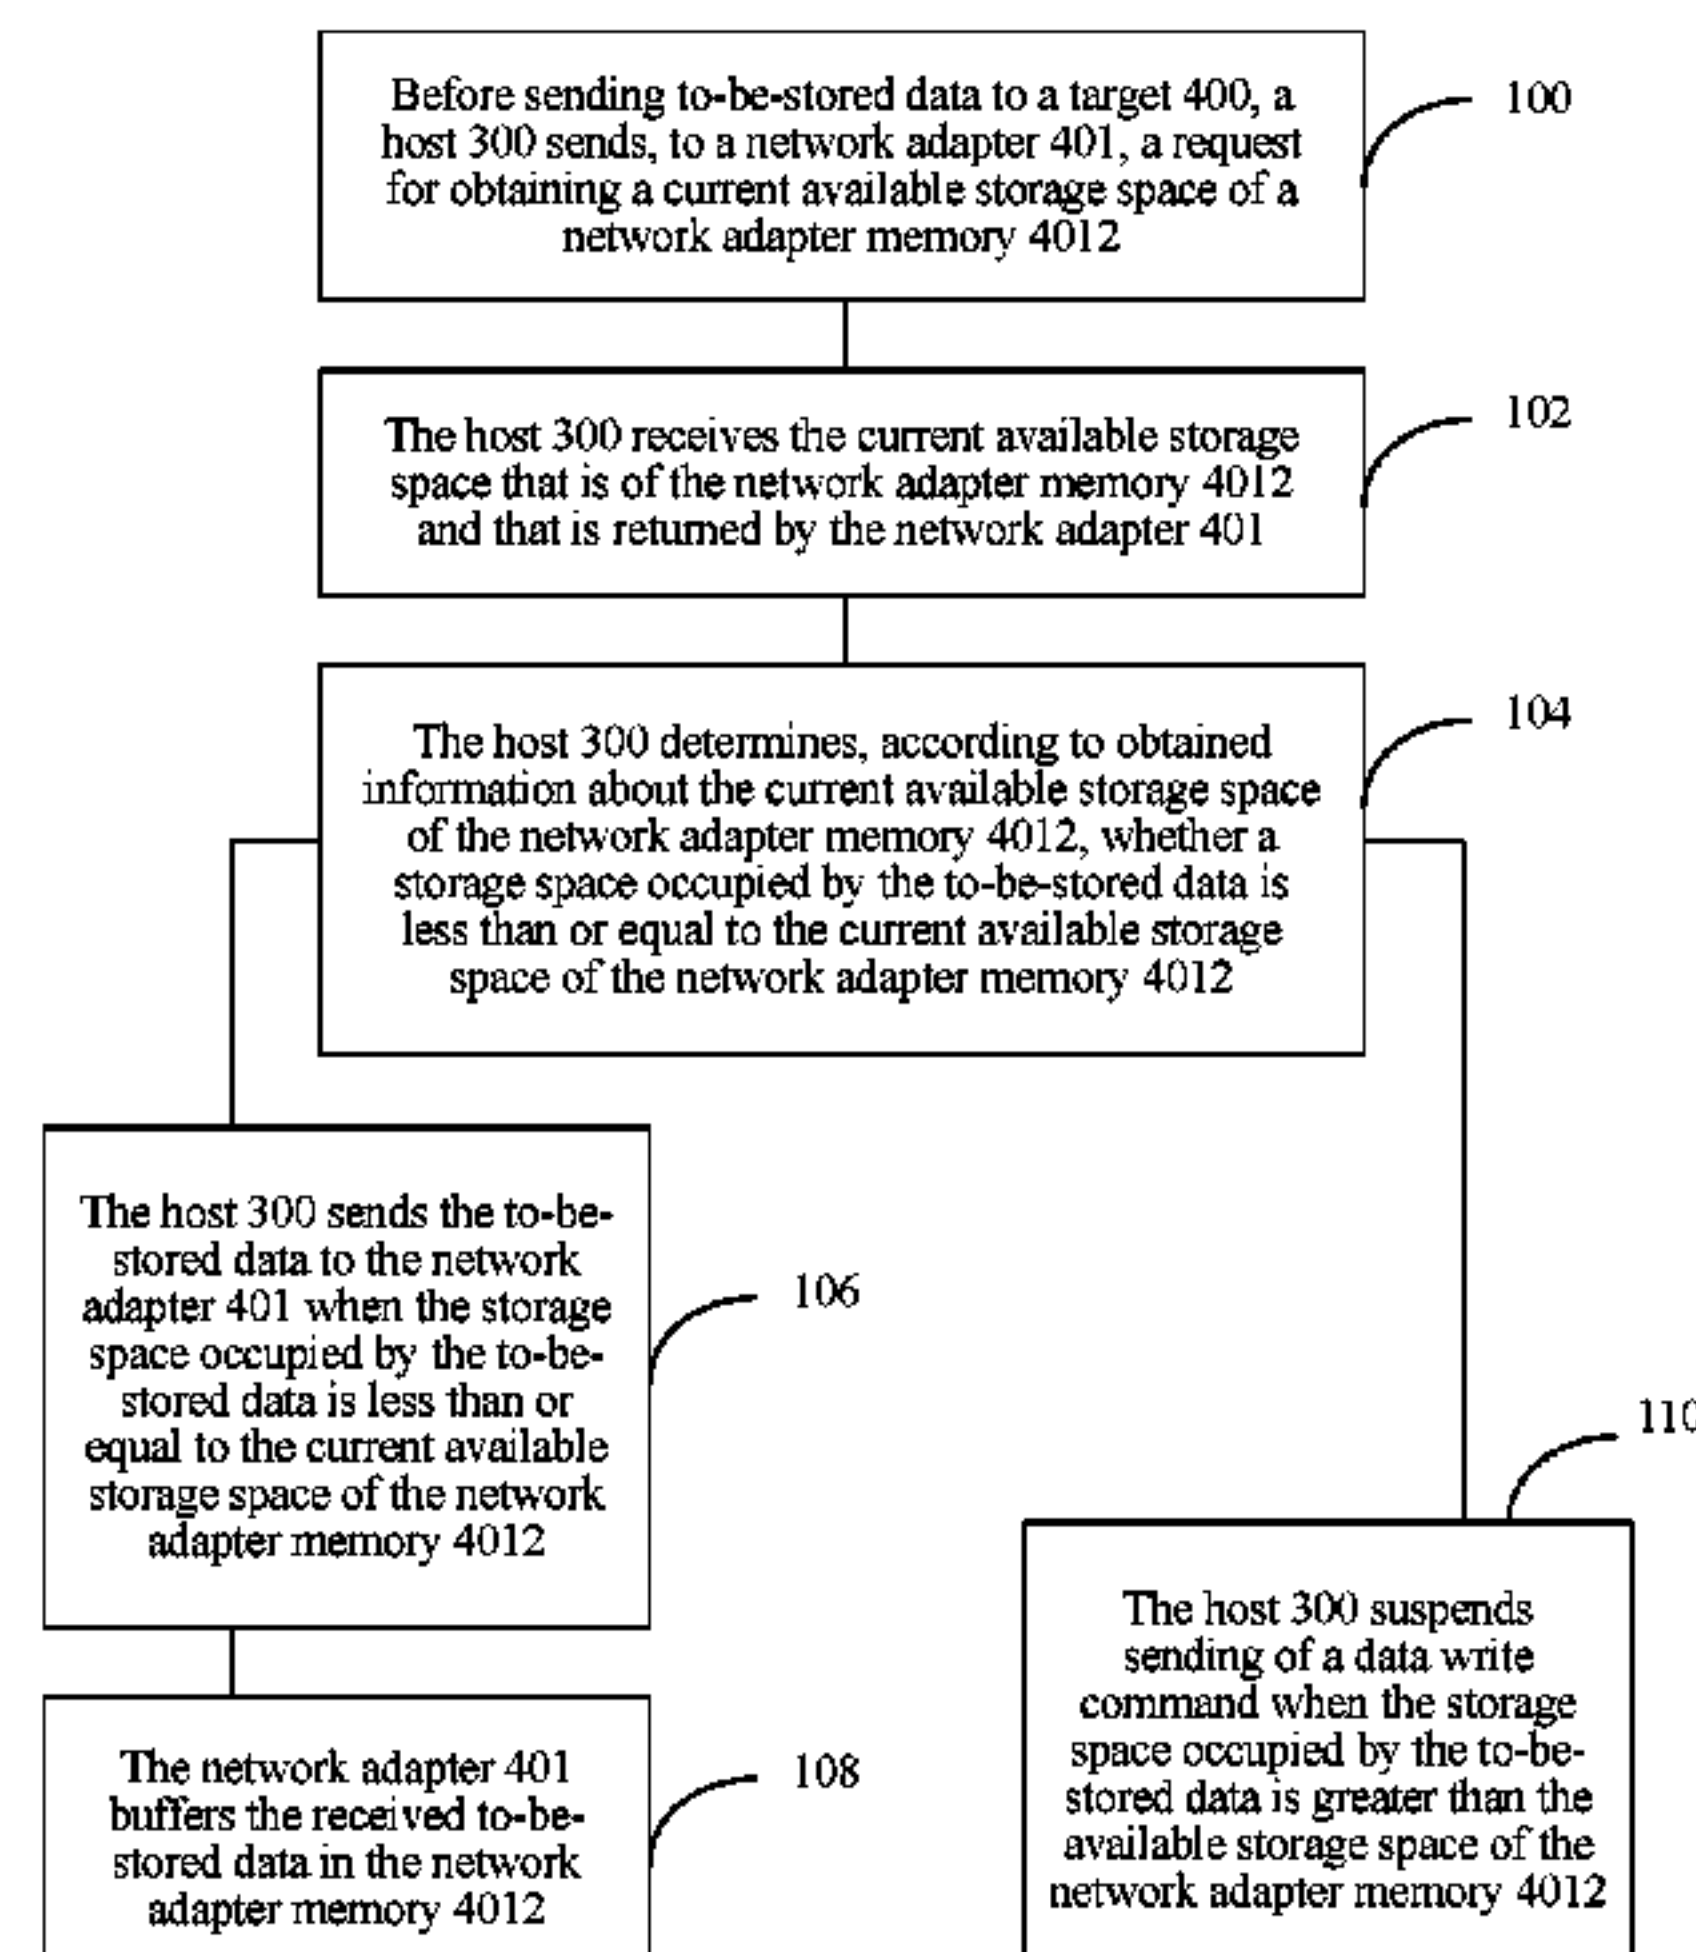 Before sending to-be-stored data to a target 400, a
host 300 sends, to a network adapter 401, a request
for obtaining a current available storage space of a
network adapter memory 4012
100
The host 300 receives the current available storage
space that is of the network adapter memory 4012
and that is returned by the network adapter 401
102
The host 300 determines, according to obtained
information about the current available storage space
of the network adapter memory 4012, whether a
storage space occupied by the to-be-stored data is
less than or equal to the current available storage
space of the network adapter memory 4012
104
The host 300 sends the to-be-
stored data to the network
adapter 401 when the storage
space occupied by the to-be-
stored data is less than or
equal to the current available
storage space of the network
adapter memory 4012
106
110
The host 300 suspends
sending of a data write
command when the storage
space occupied by the to-be-
stored data is greater than the
available storage space of the
network adapter memory 4012
The network adapter 401
buffers the received to-be-
stored data in the network
adapter memory 4012
108